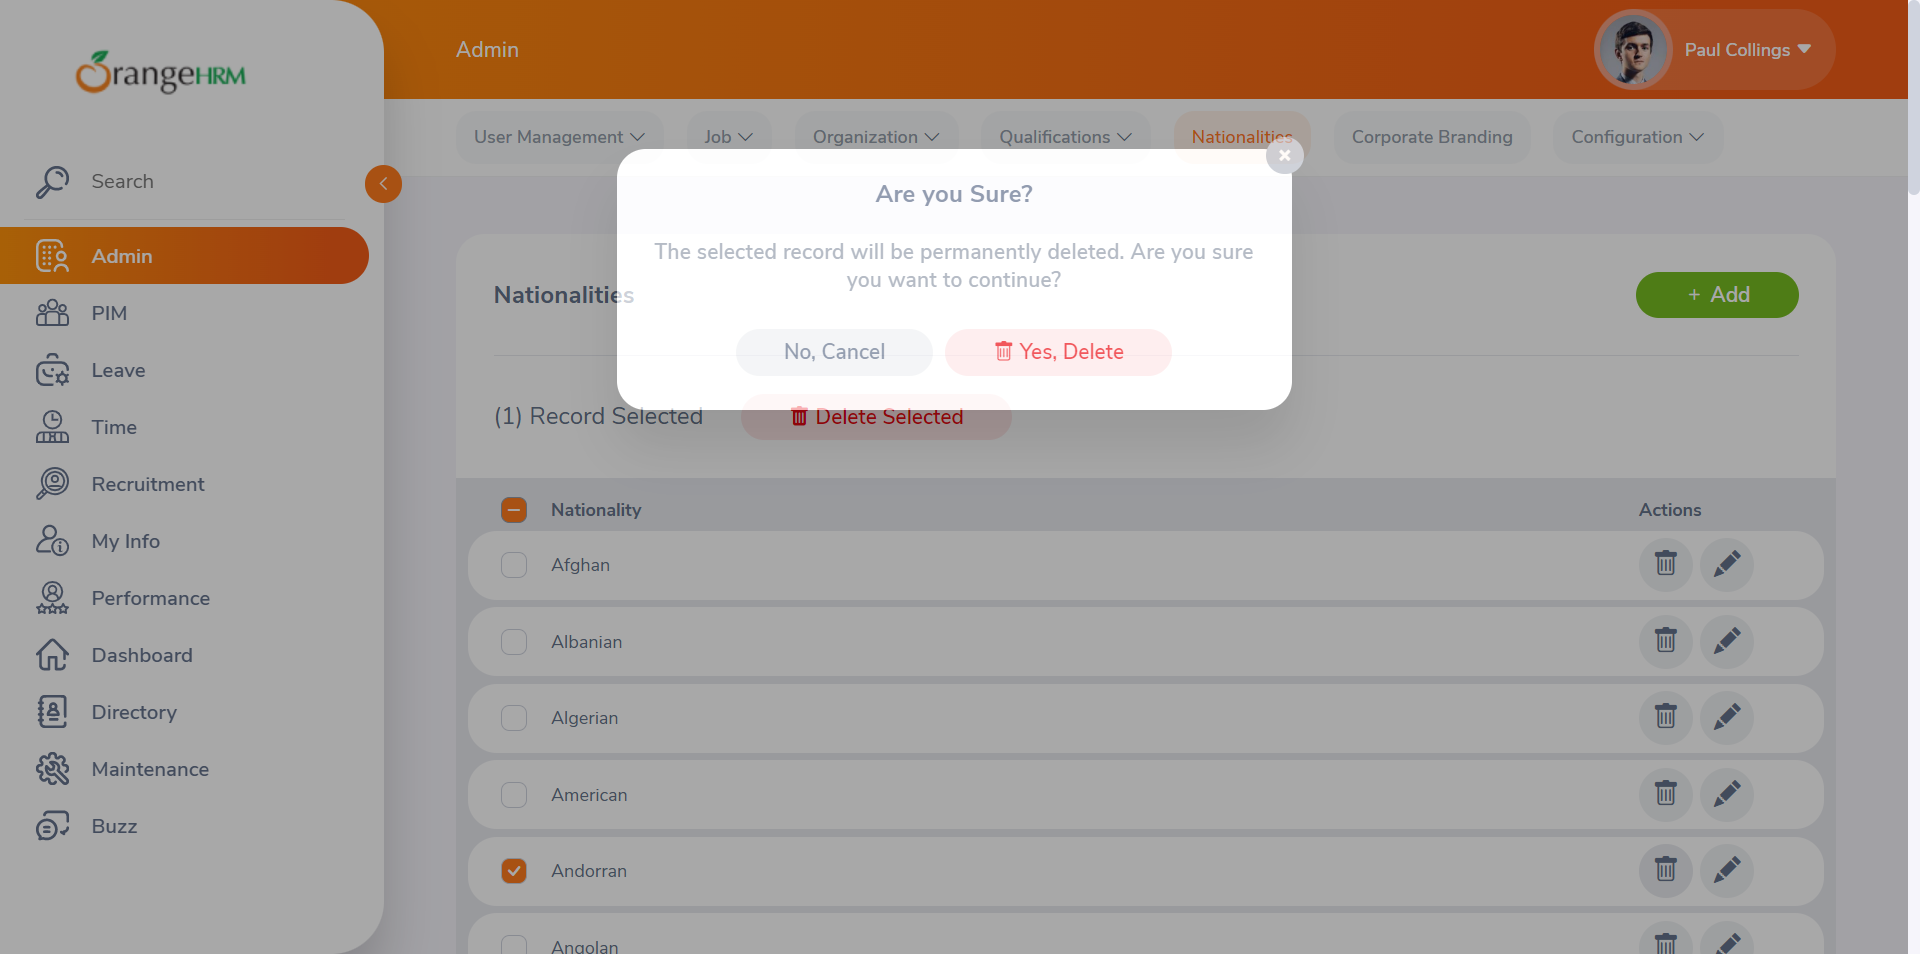 OrangeHRM
Search
Admin
PIM
Leave
Time
Recruitment
My Info
Performance
Dashboard
Directory
Maintenance
Buzz
Admin
Paul Collings
User Management
Job
Organization
Qualifications
Nationalities
Corporate Branding
Configuration
Are you Sure?
The selected record will be permanently deleted. Are you sure
you want to continue?
No, Cancel
Yes, Delete
Nationalities
+ Add
(1) Record Selected
Delete Selected
Nationality
Actions
Afghan
Albanian
Algerian
American
Andorran
Angolan